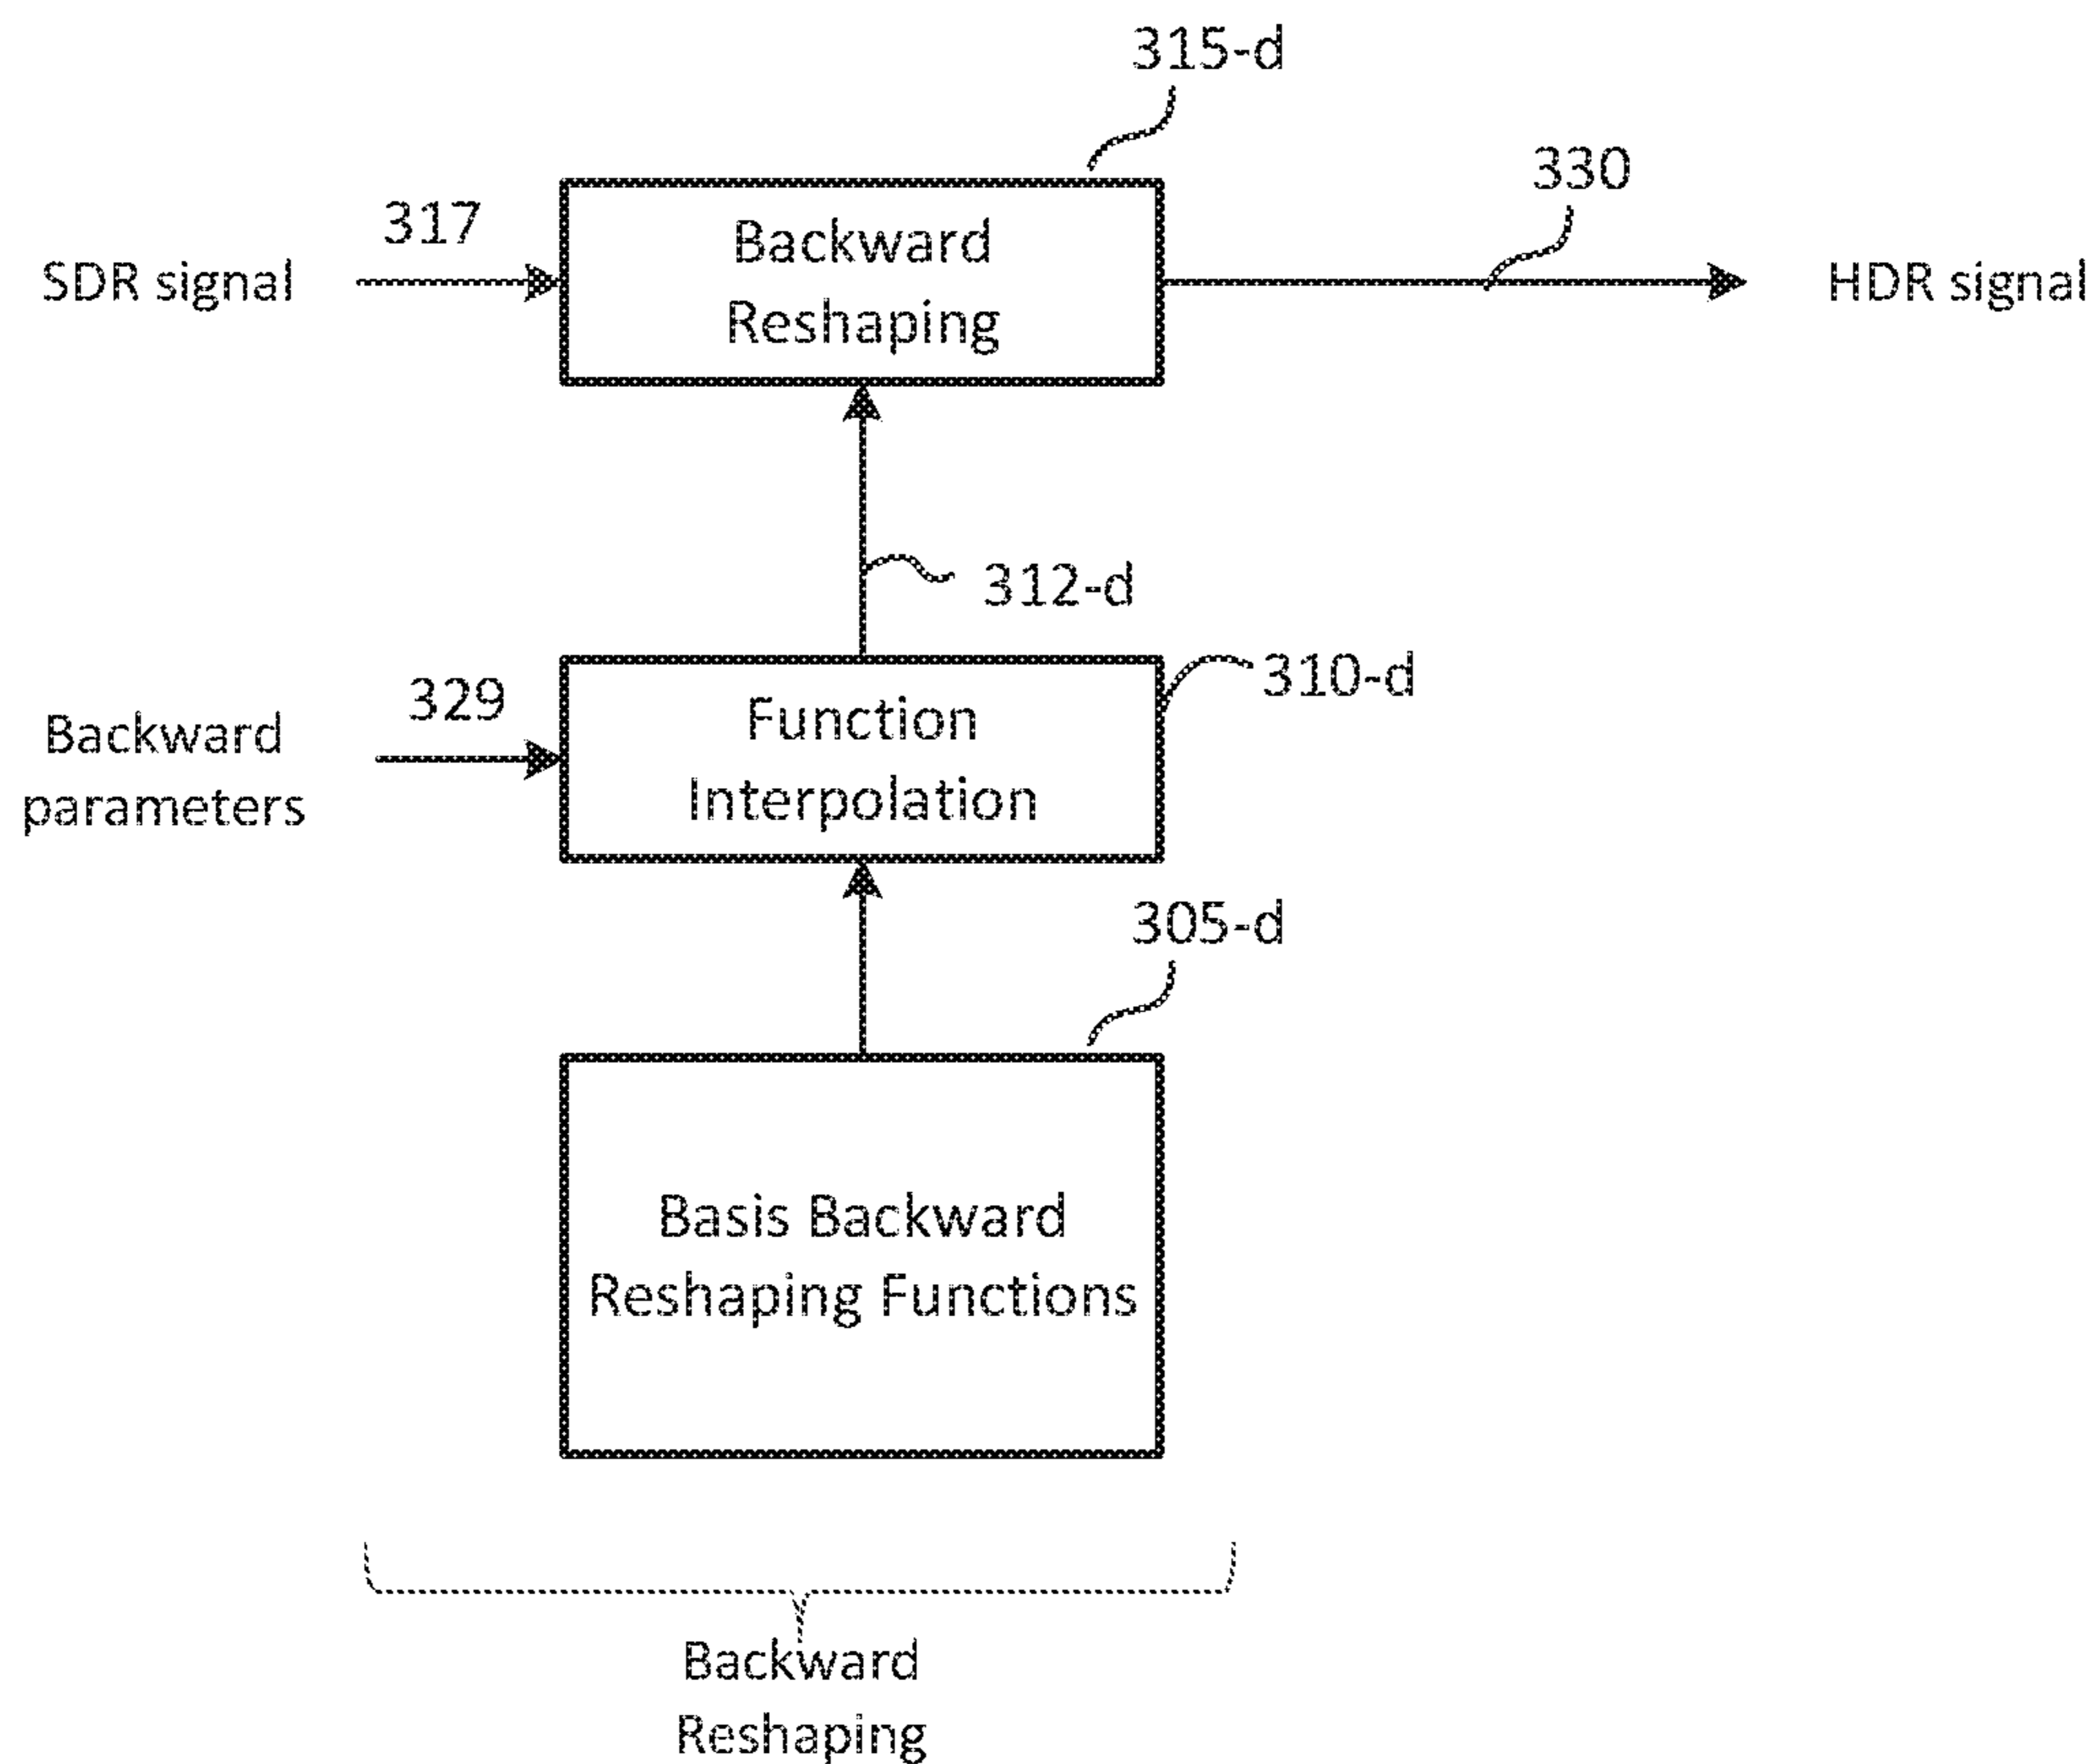 315-d
330
317
SDR signal
Backward
Reshaping
HDR signal
312-d
310-d
329
Backward
parameters
Function
Interpolation
305-d
Basis Backward
Reshaping Functions
Backward
Reshaping